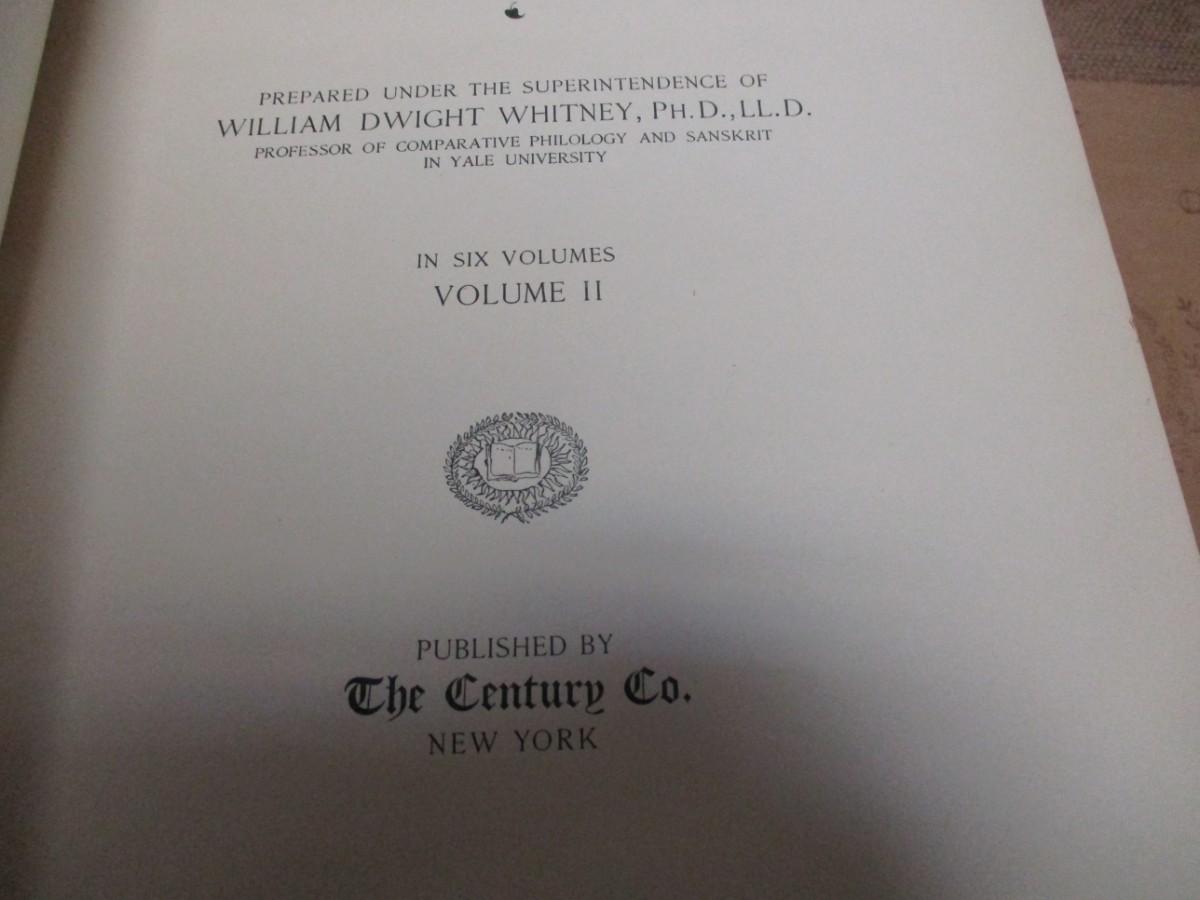 PREPARED UNDER THE SUPERINTENDENCE OF
WILLIAM DWIGHT WHITNEY, PH.D., LL.D.
PROFESSOR OF COMPARATIVE PHILOLOGY AND SANSKRIT
IN YALE UNIVERSITY
IN SIX VOLUMES
VOLUME II
PUBLISHED BY
The Century Co.
NEW YORK